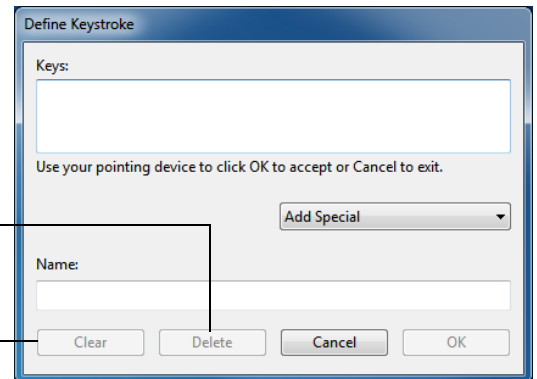 Define Keystroke
Keys:
Use your pointing device to click OK to accept or Cancel to exit.
Add Special
Name:
Clear Delete Cancel OK